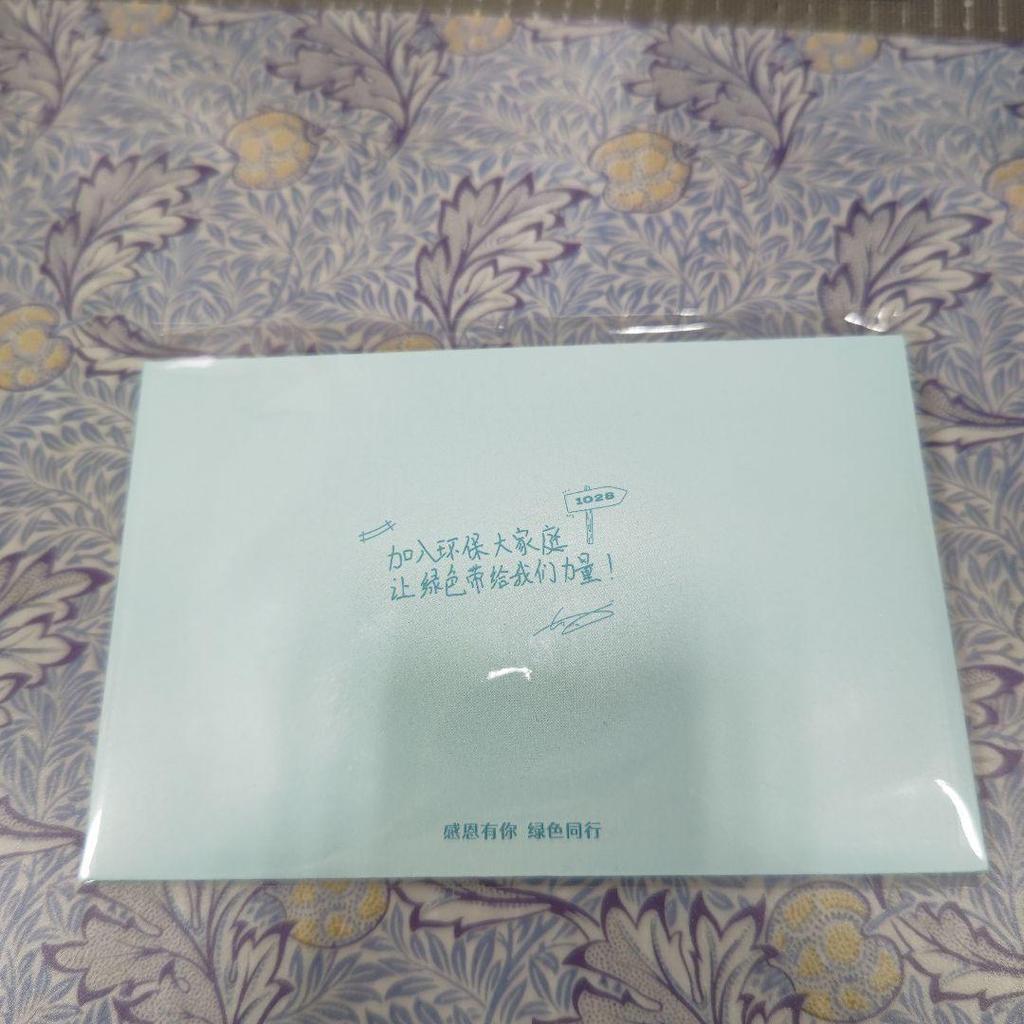 1028
加入环保大家庭
让绿色带给我们力量！
感恩有你 绿色同行